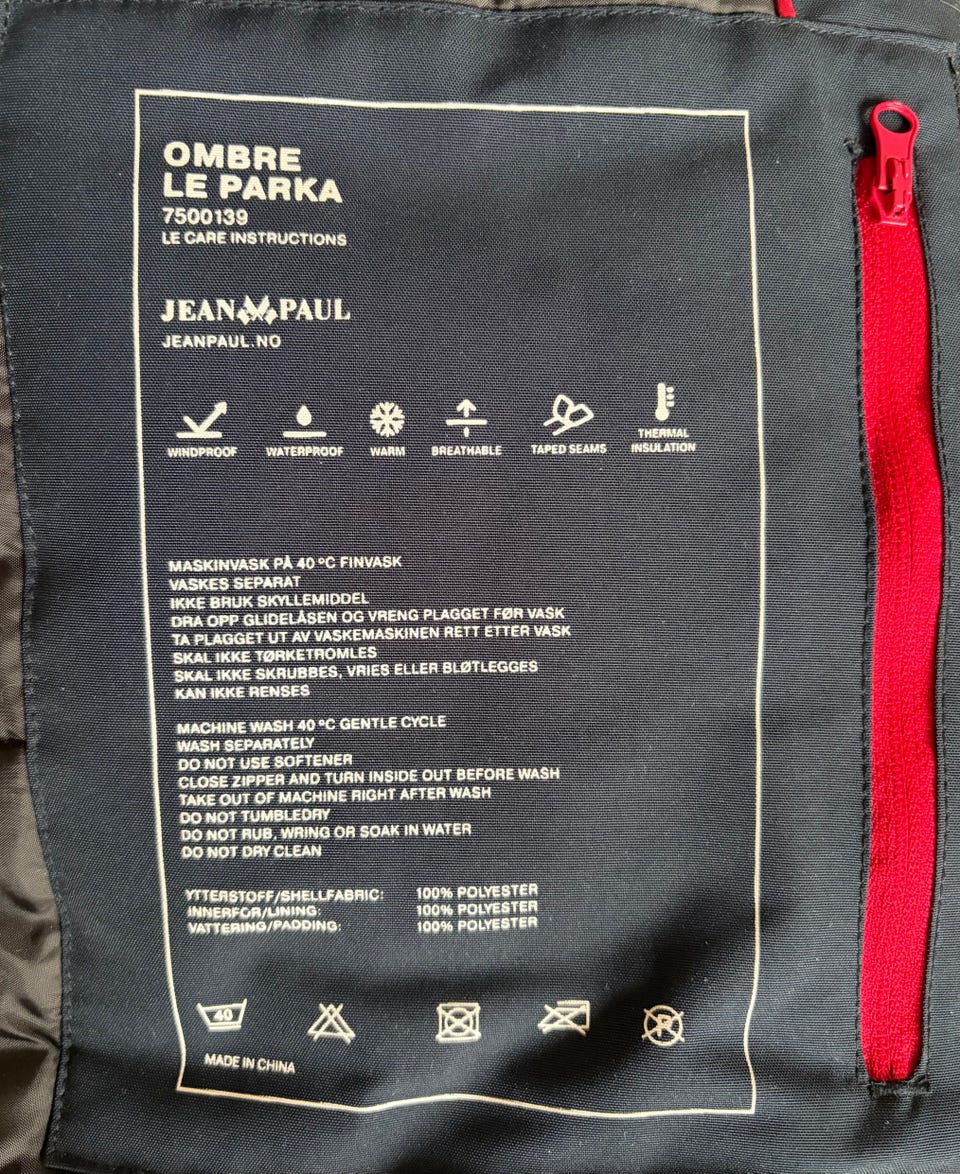 OMBRE
LE PARKA
7500139
LE CARE INSTRUCTIONS
JEAN PAUL
JEANPAUL.NO
WINDPROOF WATERPROOF WARM BREATHABLE TAPED SEAMS THERMAL INSULATION
MASKINVASK PÅ 40 °C FINVASK
VASKES SEPARAT
IKKE BRUK SKYLLEMIDDEL
DRA OPP GLIDELÅSEN OG VRENG PLAGGET FØR VASK
TA PLAGGET UT AV VASKEMASKINEN RETT ETTER VASK
SKAL IKKE TØRKETROMLES
SKAL IKKE SKRUBBES, VRIES ELLER BLØTLEGGES
KAN IKKE RENSES
MACHINE WASH 40 °C GENTLE CYCLE
WASH SEPARATELY
DO NOT USE SOFTENER
CLOSE ZIPPER AND TURN INSIDE OUT BEFORE WASH
TAKE OUT OF MACHINE RIGHT AFTER WASH
DO NOT TUMBLEDRY
DO NOT RUB, WRING OR SOAK IN WATER
DO NOT DRY CLEAN
YTTERSTOFF/SHELLFABRIC: 100% POLYESTER
INNERFOR/LINING: 100% POLYESTER
VATTERING/PADDING: 100% POLYESTER
40 P
MADE IN CHINA